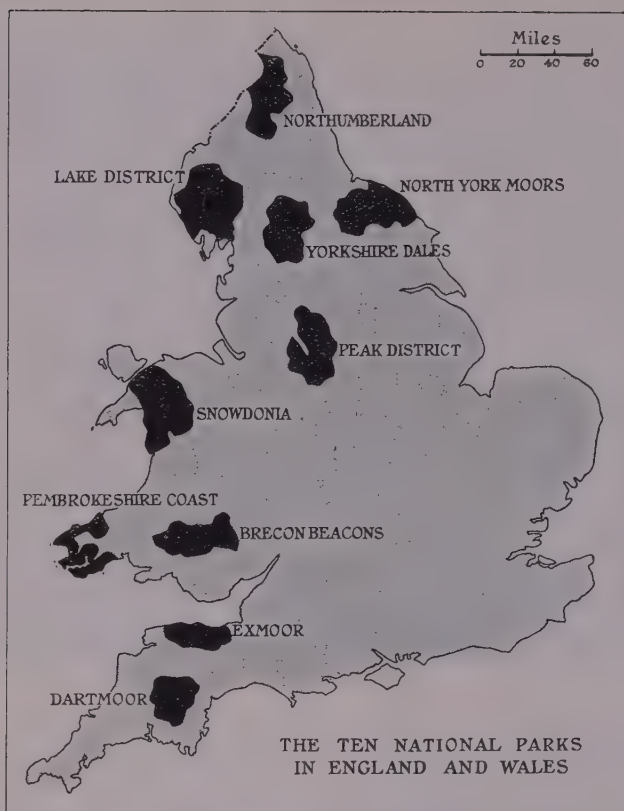 Miles
0 20 40 60
NORTHUMBERLAND
LAKE DISTRICT
NORTH YORK MOORS
YORKSHIRE DALES
PEAK DISTRICT
SNOWDONIA
PEMBROKESHIRE COAST
BRECON BEACONS
EXMOOR
DARTMOOR
THE TEN NATIONAL PARKS
IN ENGLAND AND WALES